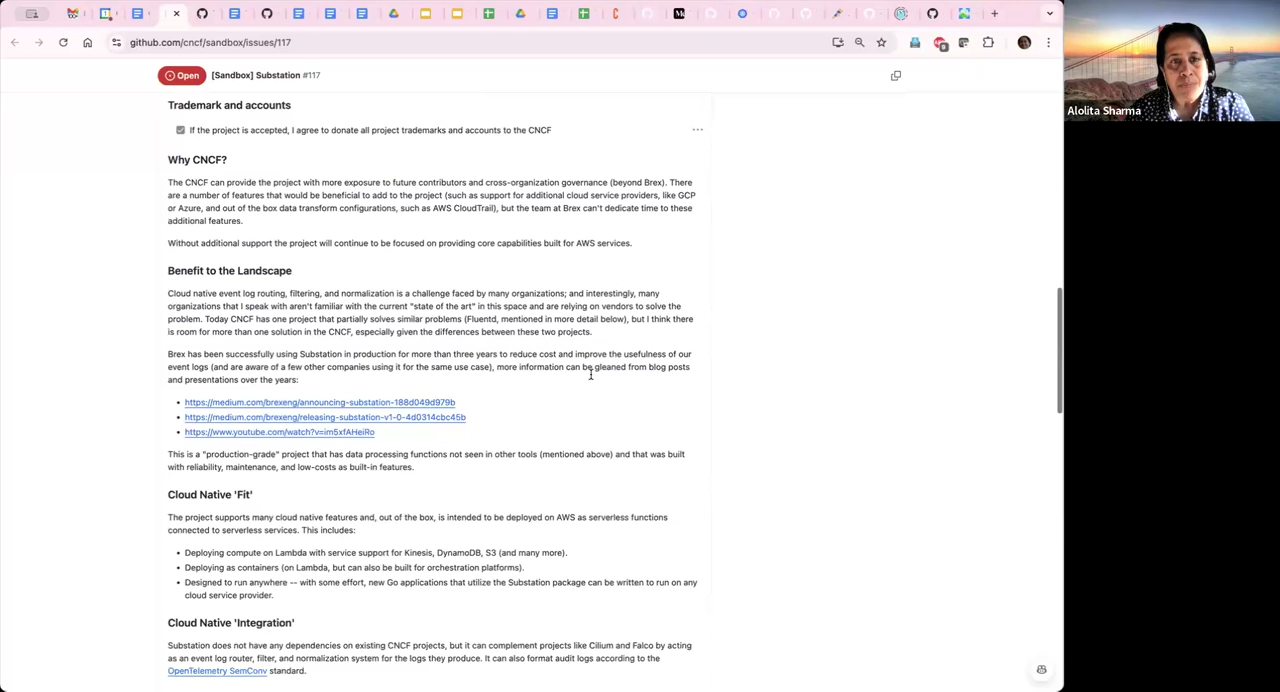 github.com/cncf/sandbox/issues/117
Open
[Sandbox] Substation #117
Alolita Sharma
Trademark and accounts
If the project is accepted, I agree to donate all project trademarks and accounts to the CNCF
Why CNCF?
The CNCF can provide the project with more exposure to future contributors and cross-organization governance (beyond Brex). There
are a number of features that would be beneficial to add to the project (such as support for additional cloud service providers, like GCP
or Azure, and out of the box data transform configurations, such as AWS CloudTrail), but the team at Brex can't dedicate time to these
additional features.
Without additional support the project will continue to be focused on providing core capabilities built for AWS services.
Benefit to the Landscape
Cloud native event log routing, filtering, and normalization is a challenge faced by many organizations; and interestingly, many
organizations that I speak with aren't familiar with the current "state of the art" in this space and are relying on vendors to solve the
problem. Today CNCF has one project that partially solves similar problems (Fluentd, mentioned in more detail below), but I think there
is room for more than one solution in the CNCF, especially given the differences between these two projects.
Brex has been successfully using Substation in production for more than three years to reduce cost and improve the usefulness of our
event logs (and are aware of a few other companies using it for the same use case), more information can be gleaned from blog posts
and presentations over the years:
• https://medium.com/brexeng/announcing-substation-188d049d979b
• https://medium.com/brexeng/releasing-substation-v1-0-4d0314cbc45b
• https://www.youtube.com/watch?v=im5xfAHeiRo
This is a "production-grade" project that has data processing functions not seen in other tools (mentioned above) and that was built
with reliability, maintenance, and low-costs as built-in features.
Cloud Native 'Fit'
The project supports many cloud native features and, out of the box, is intended to be deployed on AWS as serverless functions
connected to serverless services. This includes:
• Deploying compute on Lambda with service support for Kinesis, DynamoDB, S3 (and many more).
• Deploying as containers (on Lambda, but can also be built for orchestration platforms).
• Designed to run anywhere -- with some effort, new Go applications that utilize the Substation package can be written to run on any
cloud service provider.
Cloud Native 'Integration'
Substation does not have any dependencies on existing CNCF projects, but it can complement projects like Cilium and Falco by acting
as an event log router, filter, and normalization system for the logs they produce. It can also format audit logs according to the
OpenTelemetry SemConv standard.